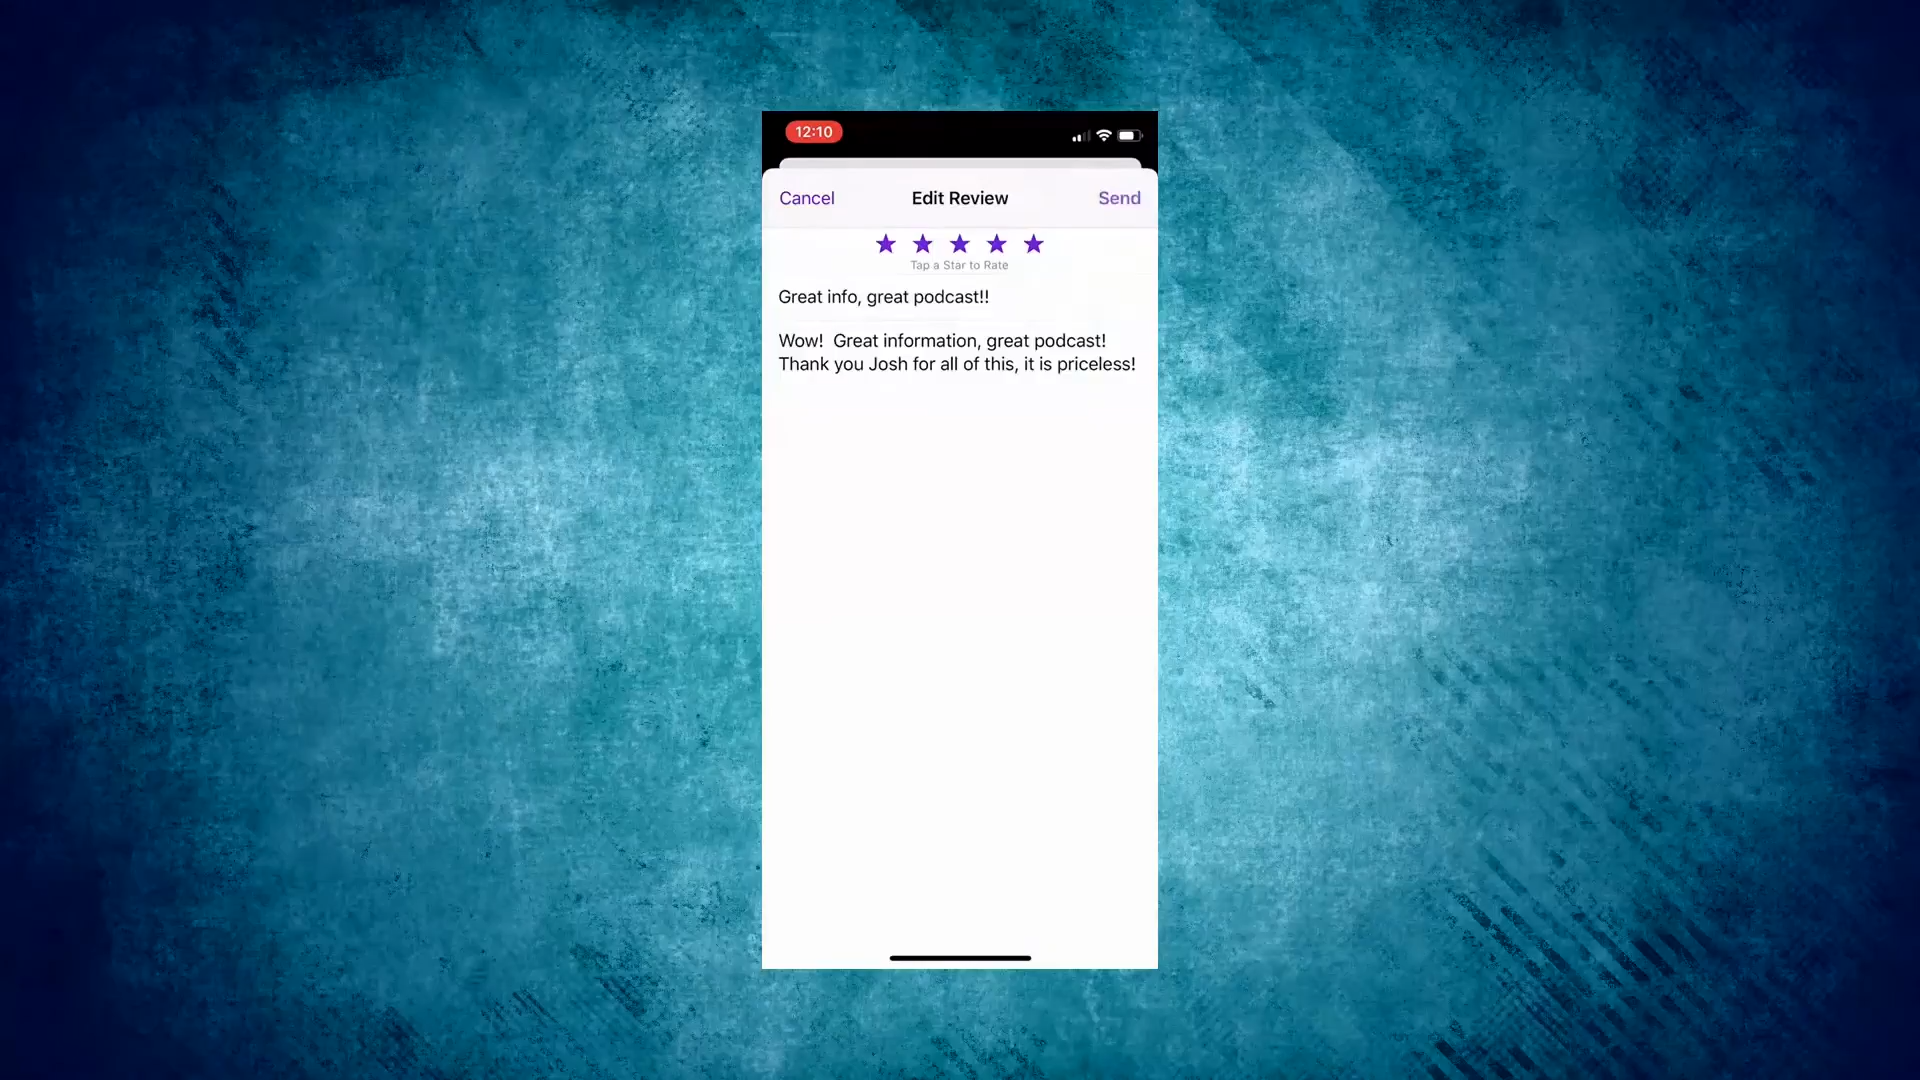 12:10
Cancel Edit Review Send
Tap a Star to Rate
Great info, great podcast!!
Wow!  Great information, great podcast!
Thank you Josh for all of this, it is priceless!